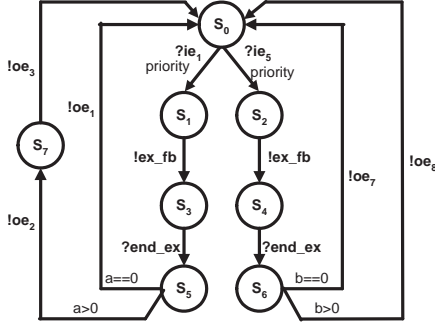 S0
!oe3
?ie1
?ie5
priority
priority
!oe1
S1
S2
S7
!ex_fb
!ex_fb
!oe8
!oe7
!oe2
S3
S4
?end_ex
?end_ex
a==0
S5
S6
b==0
a>0
b>0